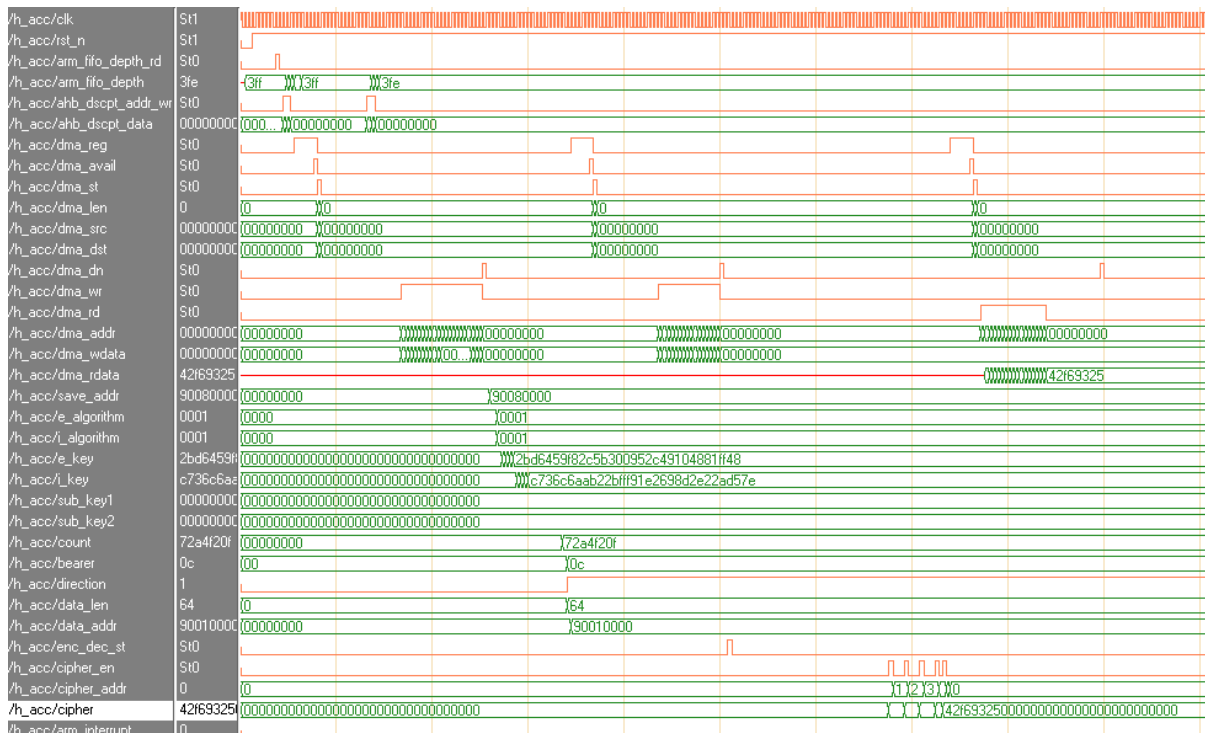 /h_acc/clk St1
/h_acc/rst_n St1
/h_acc/arm_fifo_depth_rd St0
/h_acc/arm_fifo_depth 3fe 3ff 3ff 3fe
/h_acc/ahb_dscpt_addr_wr St0
/h_acc/ahb_dscpt_data 00000000 000... 00000000 00000000
/h_acc/dma_reg St0
/h_acc/dma_avail St0
/h_acc/dma_st St0
/h_acc/dma_len 0 0 0 0 0
/h_acc/dma_src 00000000 00000000 00000000 00000000 00000000
/h_acc/dma_dst 00000000 00000000 00000000 00000000 00000000
/h_acc/dma_dn St0
/h_acc/dma_wr St0
/h_acc/dma_rd St0
/h_acc/dma_addr 00000000 00000000 00000000 00000000 00000000
/h_acc/dma_wdata 00000000 00000000 00... 00000000 00000000
/h_acc/dma_rdata 42f69325 42f69325
/h_acc/save_addr 90080000 00000000 90080000
/h_acc/e_algorithm 0001 0000 0001
/h_acc/i_algorithm 0001 0000 0001
/h_acc/e_key 2bd6459f8 00000000000000000000000000000000 2bd6459f82c5b300952c49104881ff48
/h_acc/i_key c736c6aa 00000000000000000000000000000000 c736c6aab22bfff91e2698d2e22ad57e
/h_acc/sub_key1 00000000 00000000000000000000000000000000
/h_acc/sub_key2 00000000 00000000000000000000000000000000
/h_acc/count 72a4f20f 00000000 72a4f20f
/h_acc/bearer 0c 00 0c
/h_acc/direction 1
/h_acc/data_len 64 0 64
/h_acc/data_addr 90010000 00000000 90010000
/h_acc/enc_dec_st St0
/h_acc/cipher_en St0
/h_acc/cipher_addr 0 0 1 2 3 0
/h_acc/cipher 42f69325 00000000000000000000000000000000 42f69325000000000000000000000000
/h_acc/arm_interrupt 0